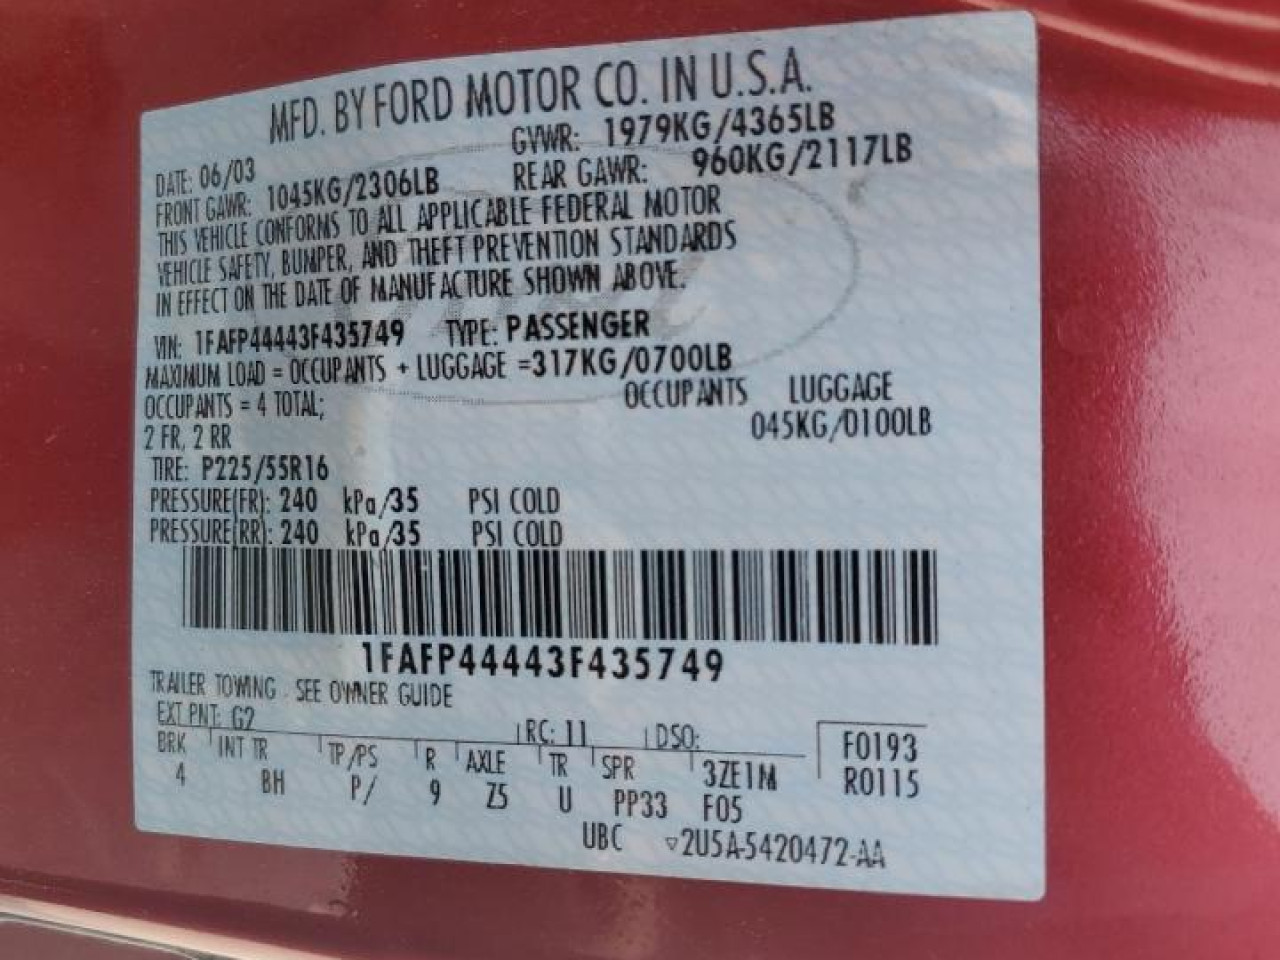 MFD. BY FORD MOTOR CO. IN U.S.A.
DATE: 06/03 GVWR: 1979KG/4365LB
FRONT GAWR: 1045KG/2306LB REAR GAWR: 960KG/2117LB
THIS VEHICLE CONFORMS TO ALL APPLICABLE FEDERAL MOTOR
VEHICLE SAFETY, BUMPER, AND THEFT PREVENTION STANDARDS
IN EFFECT ON THE DATE OF MANUFACTURE SHOWN ABOVE.
VIN: 1FAFP44443F435749 TYPE: PASSENGER
MAXIMUM LOAD = OCCUPANTS + LUGGAGE =317KG/0700LB
OCCUPANTS = 4 TOTAL; OCCUPANTS LUGGAGE
2 FR, 2 RR 045KG/0100LB
TIRE: P225/55R16
PRESSURE(FR): 240 kPa/35 PSI COLD
PRESSURE(RR): 240 kPa/35 PSI COLD
1FAFP44443F435749
TRAILER TOWING - SEE OWNER GUIDE
EXT PNT: G2 RC: 11 DSO: F0193
BRK INT TR TP/PS R AXLE TR SPR 3ZE1M R0115
4 BH P/ 9 Z5 U PP33 F05
UBC ▽2U5A-5420472-AA